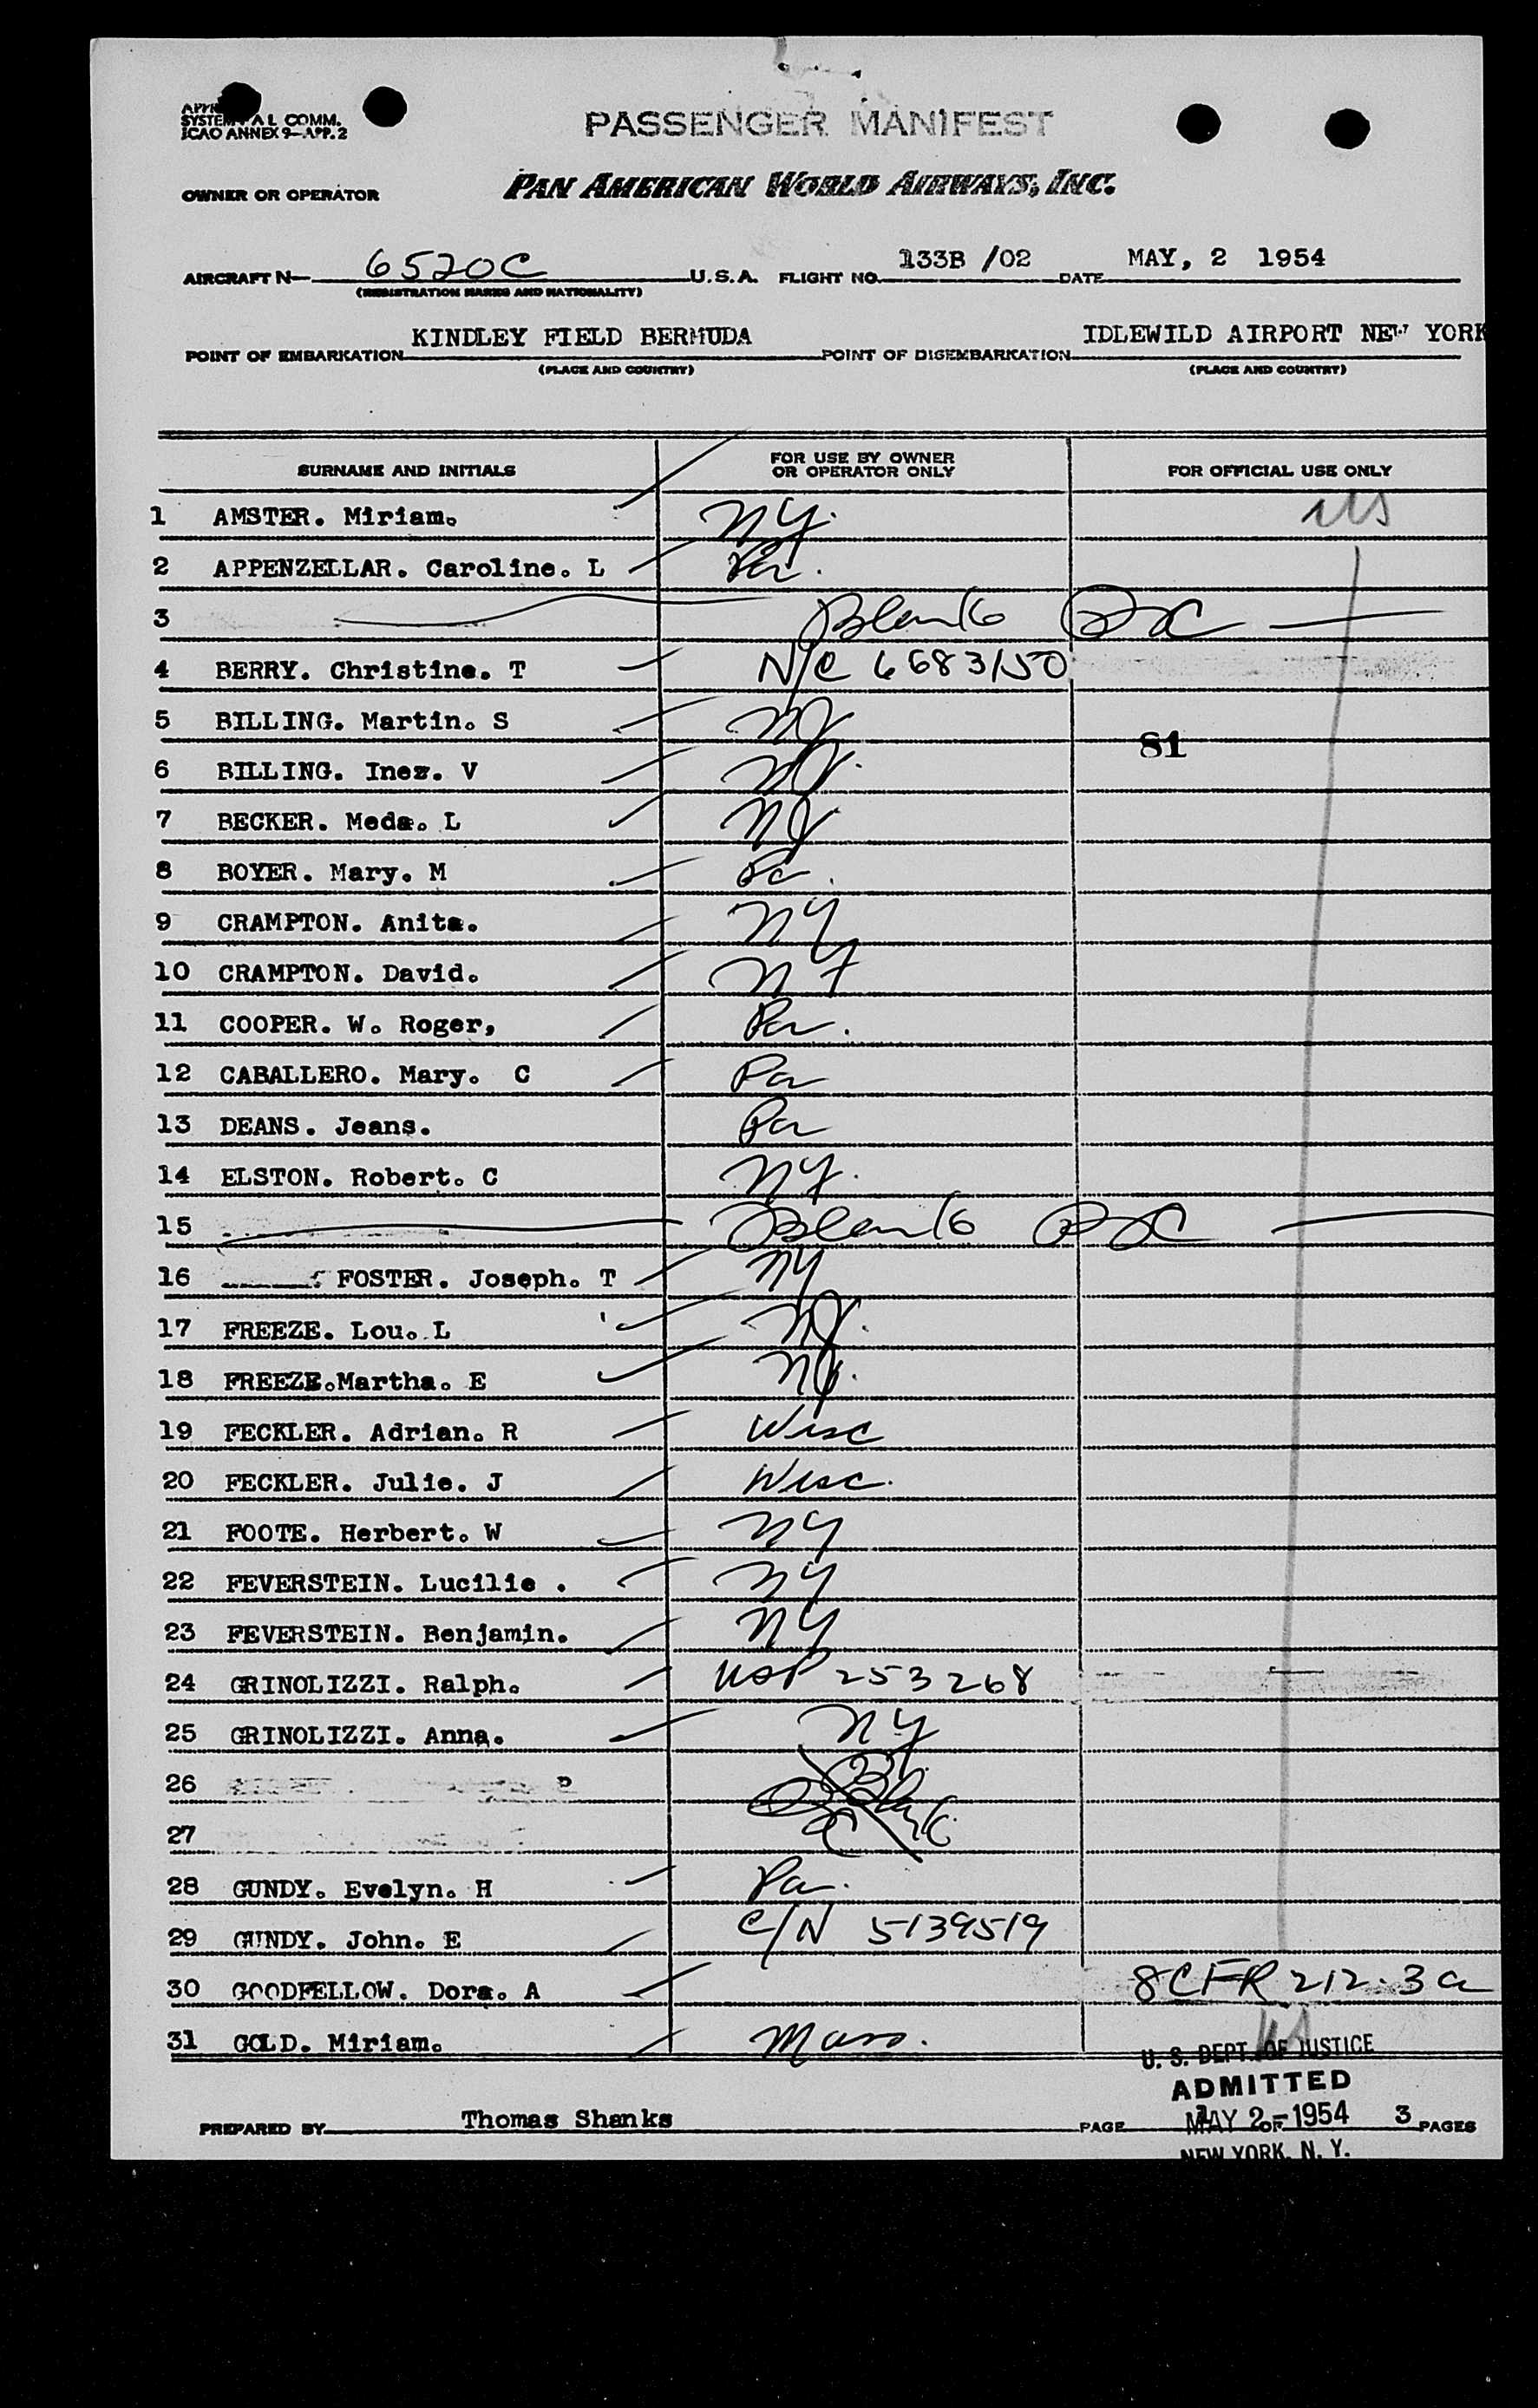 SYSTEM AL COMM.
ICAO ANNEX 9—APP. 2
PASSENGER MANIFEST
OWNER OR OPERATOR PAN AMERICAN WORLD AIRWAYS, INC.
AIRCRAFT N— 6520C U.S.A. FLIGHT NO. 133B /02 DATE MAY, 2 1954
(REGISTRATION MARKS AND NATIONALITY)
POINT OF EMBARKATION KINDLEY FIELD BERMUDA POINT OF DISEMBARKATION IDLEWILD AIRPORT NEW YORK
(PLACE AND COUNTRY) (PLACE AND COUNTRY)
SURNAME AND INITIALS FOR USE BY OWNER OR OPERATOR ONLY FOR OFFICIAL USE ONLY
1 AMSTER. Miriam. NY. US
2 APPENZELLAR. Caroline. L Pa.
3 Blank
4 BERRY. Christine. T N/C 6683150
5 BILLING. Martin. S NJ
6 BILLING. Inez. V NJ. 81
7 BECKER. Meda. L NJ
8 BOYER. Mary. M Pa.
9 CRAMPTON. Anita. NY
10 CRAMPTON. David. NY
11 COOPER. W. Roger, Pa.
12 CABALLERO. Mary. C Pa
13 DEANS. Jeans. Pa
14 ELSTON. Robert. C NY.
15 Blank
16 FOSTER. Joseph. T NY
17 FREEZE. Lou. L NJ.
18 FREEZE.Martha. E NJ.
19 FECKLER. Adrian. R Wisc
20 FECKLER. Julie. J Wisc.
21 FOOTE. Herbert. W NY
22 FEVERSTEIN. Lucilie . NY
23 FEVERSTEIN. Benjamin. NY
24 GRINOLIZZI. Ralph. USP 253268
25 GRINOLIZZI. Anna. NY
26
27
28 GUNDY. Evelyn. H Pa.
29 GUNDY. John. E C/N 5139519
30 GOODFELLOW. Dora. A 8CFR 212.3a
31 GOLD. Miriam. Mass. US
U. S. DEPT. OF JUSTICE
ADMITTED
PREPARED BY Thomas Shanks PAGE 1 OF 3 PAGES
MAY 2 - 1954
NEW YORK, N. Y.